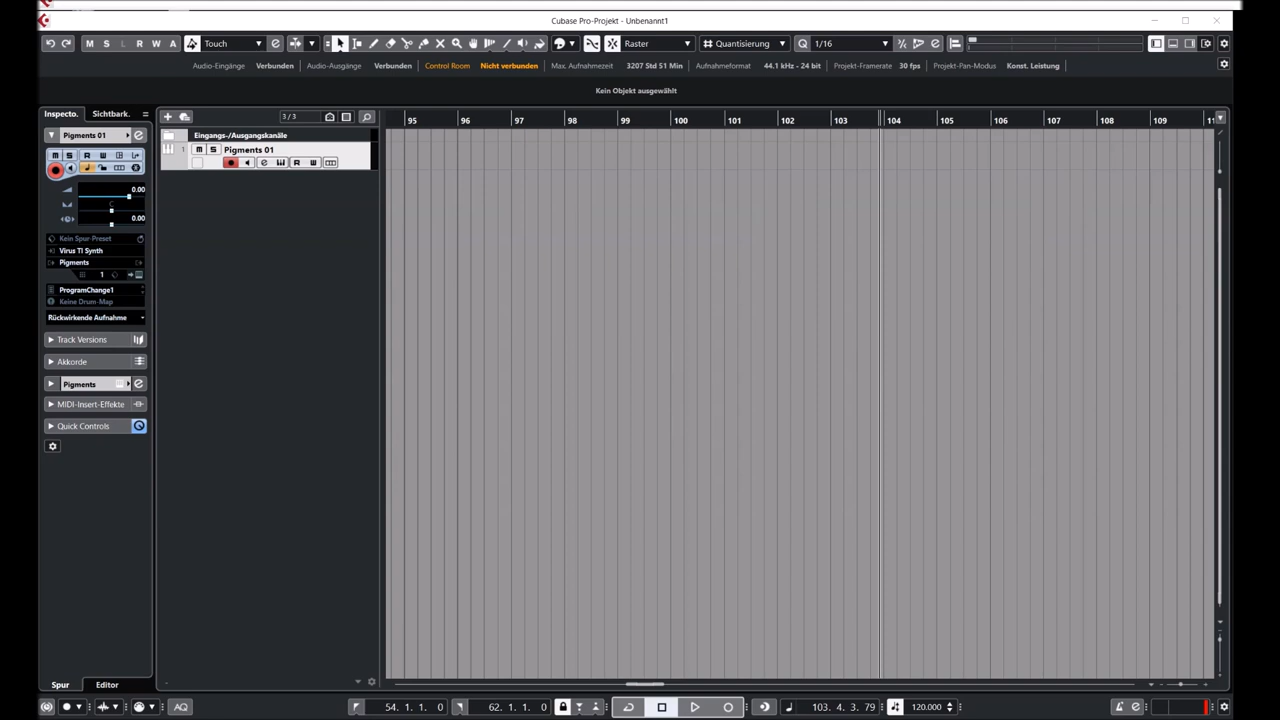 Cubase Pro-Projekt - Unbenannt1
M S L R W A Touch Raster Quantisierung Q 1/16
Audio-Eingänge Verbunden Audio-Ausgänge Verbunden Control Room Nicht verbunden Max. Aufnahmezeit 3207 Std 51 Min Aufnahmeformat 44.1 kHz - 24 bit Projekt-Framerate 30 fps Projekt-Pan-Modus Konst. Leistung
Kein Objekt ausgewählt
Inspecto. Sichtbark. 3/3 95 96 97 98 99 100 101 102 103 104 105 106 107 108 109
Pigments 01 e Eingangs-/Ausgangskanäle
m S R W 1 m S Pigments 01
e R W
0.00
C
0.00
Kein Spur-Preset
Virus TI Synth
Pigments
1
ProgramChange1
Keine Drum-Map
Rückwirkende Aufnahme
Track Versions
Akkorde
Pigments e
MIDI-Insert-Effekte
Quick Controls
Spur Editor
AQ 54. 1. 1. 0 62. 1. 1. 0 103. 4. 3. 79 120.000